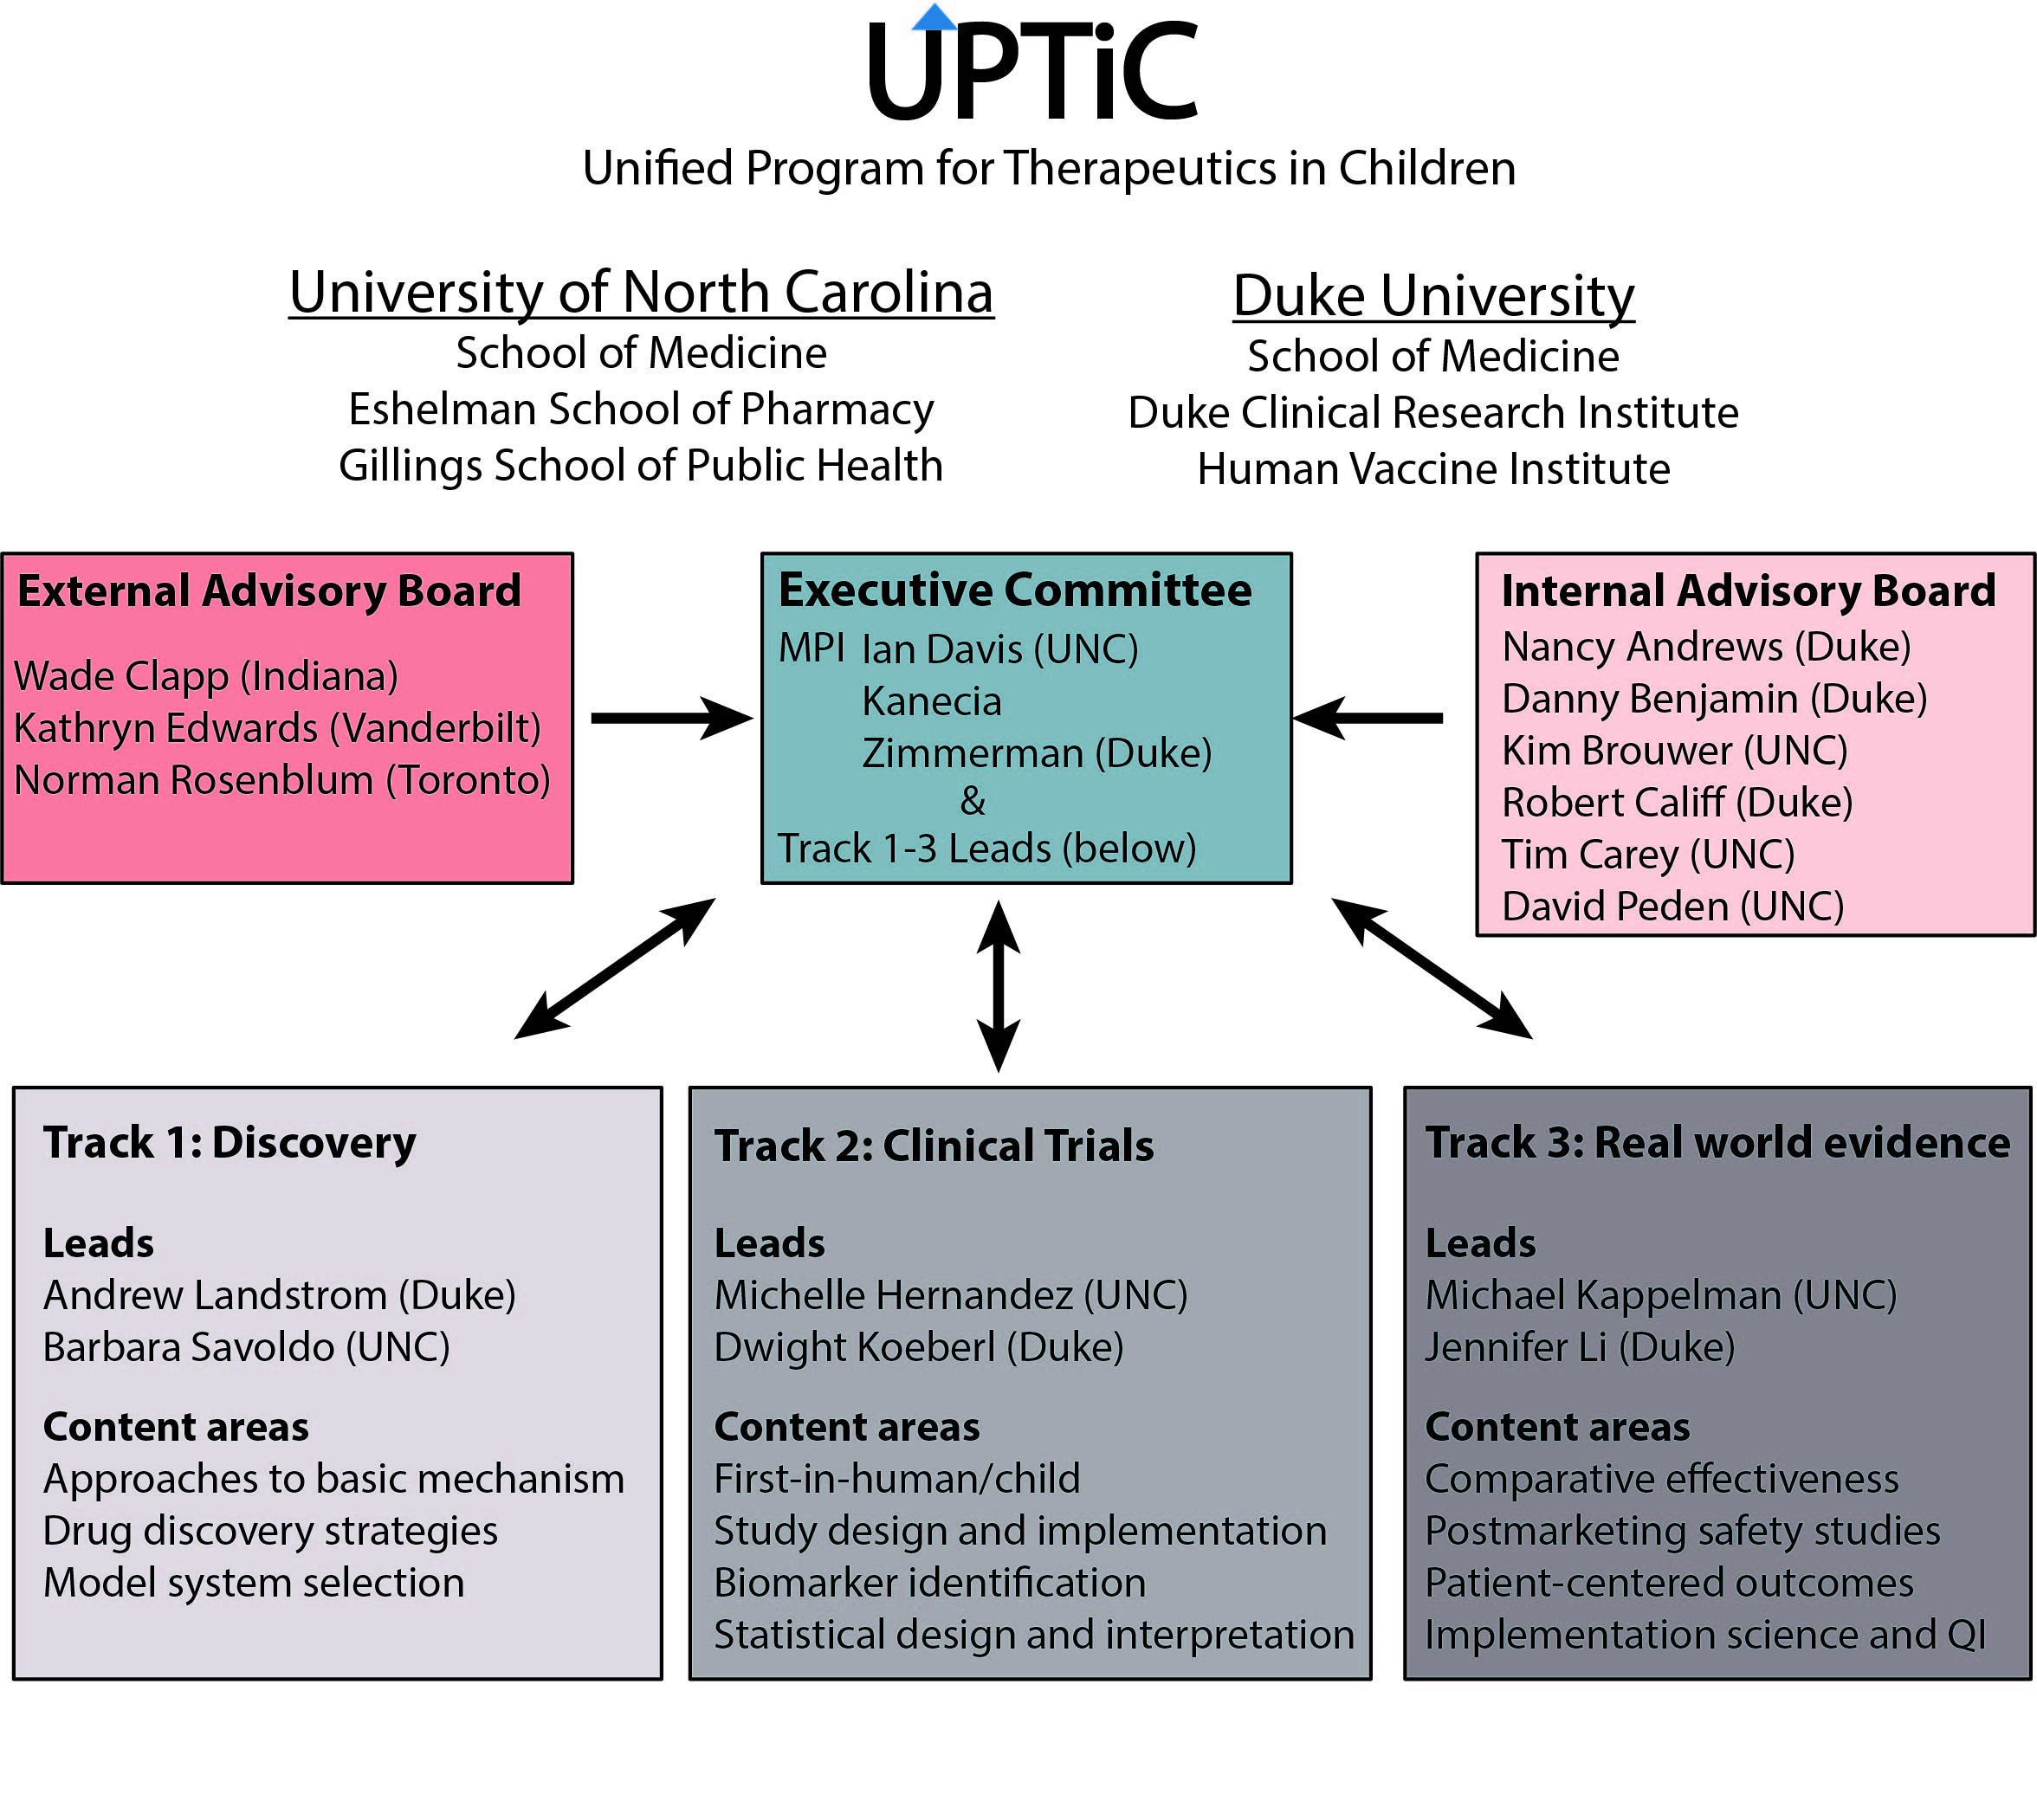 UPTiC
Unified Program for Therapeutics in Children
University of North Carolina
School of Medicine
Eshelman School of Pharmacy
Gillings School of Public Health
Duke University
School of Medicine
Duke Clinical Research Institute
Human Vaccine Institute
External Advisory Board
Wade Clapp (Indiana)
Kathryn Edwards (Vanderbilt)
Norman Rosenblum (Toronto)
Executive Committee
MPI Ian Davis (UNC)
Kanecia
Zimmerman (Duke)
&
Track 1-3 Leads (below)
Internal Advisory Board
Nancy Andrews (Duke)
Danny Benjamin (Duke)
Kim Brouwer (UNC)
Robert Califf (Duke)
Tim Carey (UNC)
David Peden (UNC)
Track 1: Discovery
Leads
Andrew Landstrom (Duke)
Barbara Savoldo (UNC)
Content areas
Approaches to basic mechanism
Drug discovery strategies
Model system selection
Track 2: Clinical Trials
Leads
Michelle Hernandez (UNC)
Dwight Koeberl (Duke)
Content areas
First-in-human/child
Study design and implementation
Biomarker identification
Statistical design and interpretation
Track 3: Real world evidence
Leads
Michael Kappelman (UNC)
Jennifer Li (Duke)
Content areas
Comparative effectiveness
Postmarketing safety studies
Patient-centered outcomes
Implementation science and QI